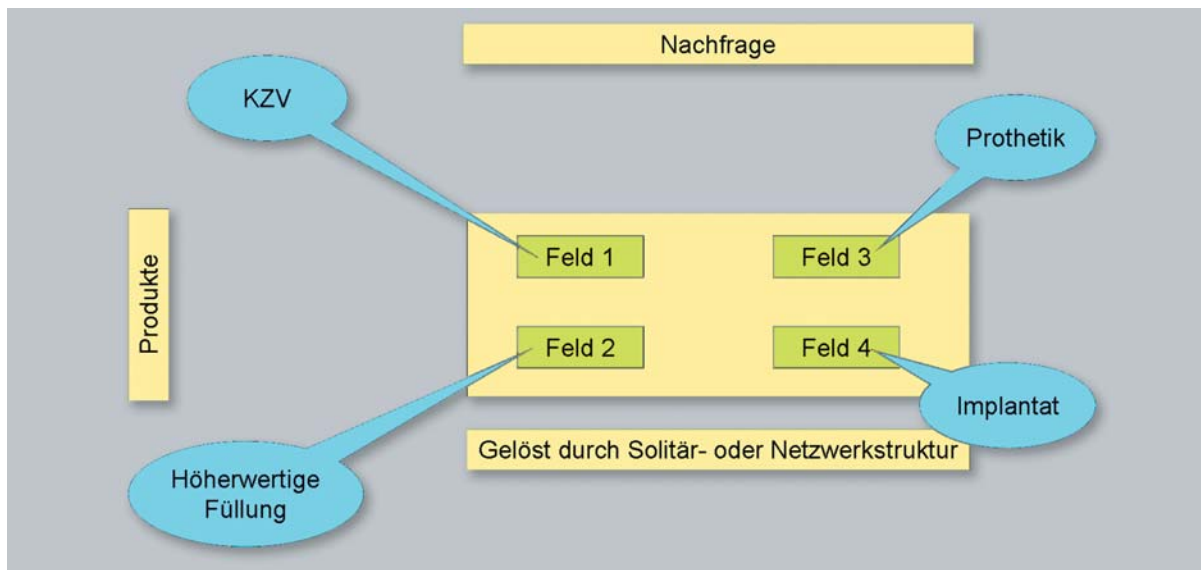 Nachfrage
KZV
Prothetik
Produkte
Feld 1
Feld 3
Feld 2
Feld 4
Implantat
Gelöst durch Solitär- oder Netzwerkstruktur
Höherwertige
Füllung